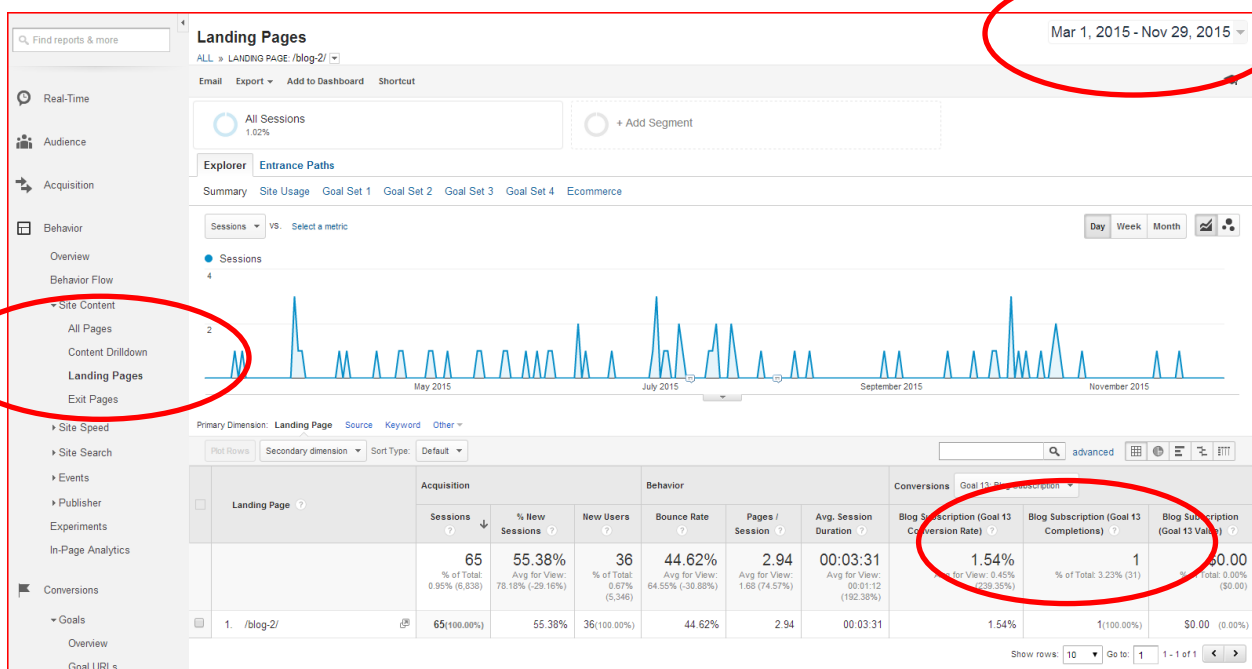 Find reports & more
Real-Time
Audience
Acquisition
Behavior
Overview
Behavior Flow
Site Content
All Pages
Content Drilldown
Landing Pages
Exit Pages
Site Speed
Site Search
Events
Publisher
Experiments
In-Page Analytics
Conversions
Goals
Overview
Goal URLs
Landing Pages
Mar 1, 2015 - Nov 29, 2015
ALL » LANDING PAGE: /blog-2/
Email Export Add to Dashboard Shortcut
All Sessions
1.02%
+ Add Segment
Explorer Entrance Paths
Summary Site Usage Goal Set 1 Goal Set 2 Goal Set 3 Goal Set 4 Ecommerce
Sessions VS. Select a metric
Day Week Month
Sessions
4
2
May 2015 July 2015 September 2015 November 2015
Primary Dimension: Landing Page Source Keyword Other
Plot Rows Secondary dimension Sort Type: Default
advanced
Landing Page
Acquisition Behavior Conversions Goal 13: Blog Subscription
Sessions % New Sessions New Users Bounce Rate Pages / Session Avg. Session Duration Blog Subscription (Goal 13 Conversion Rate) Blog Subscription (Goal 13 Completions) Blog Subscription (Goal 13 Value)
65 55.38% 36 44.62% 2.94 00:03:31 1.54% 1 $0.00
% of Total: 0.95% (6,838) Avg for View: 78.18% (-29.16%) % of Total: 0.67% (5,346) Avg for View: 64.55% (-30.88%) Avg for View: 1.68 (74.57%) Avg for View: 00:01:12 (192.38%) Avg for View: 0.45% (239.35%) % of Total: 3.23% (31) % of Total: 0.00% ($0.00)
1. /blog-2/ 65(100.00%) 55.38% 36(100.00%) 44.62% 2.94 00:03:31 1.54% 1(100.00%) $0.00 (0.00%)
Show rows: 10 Go to: 1 1 - 1 of 1